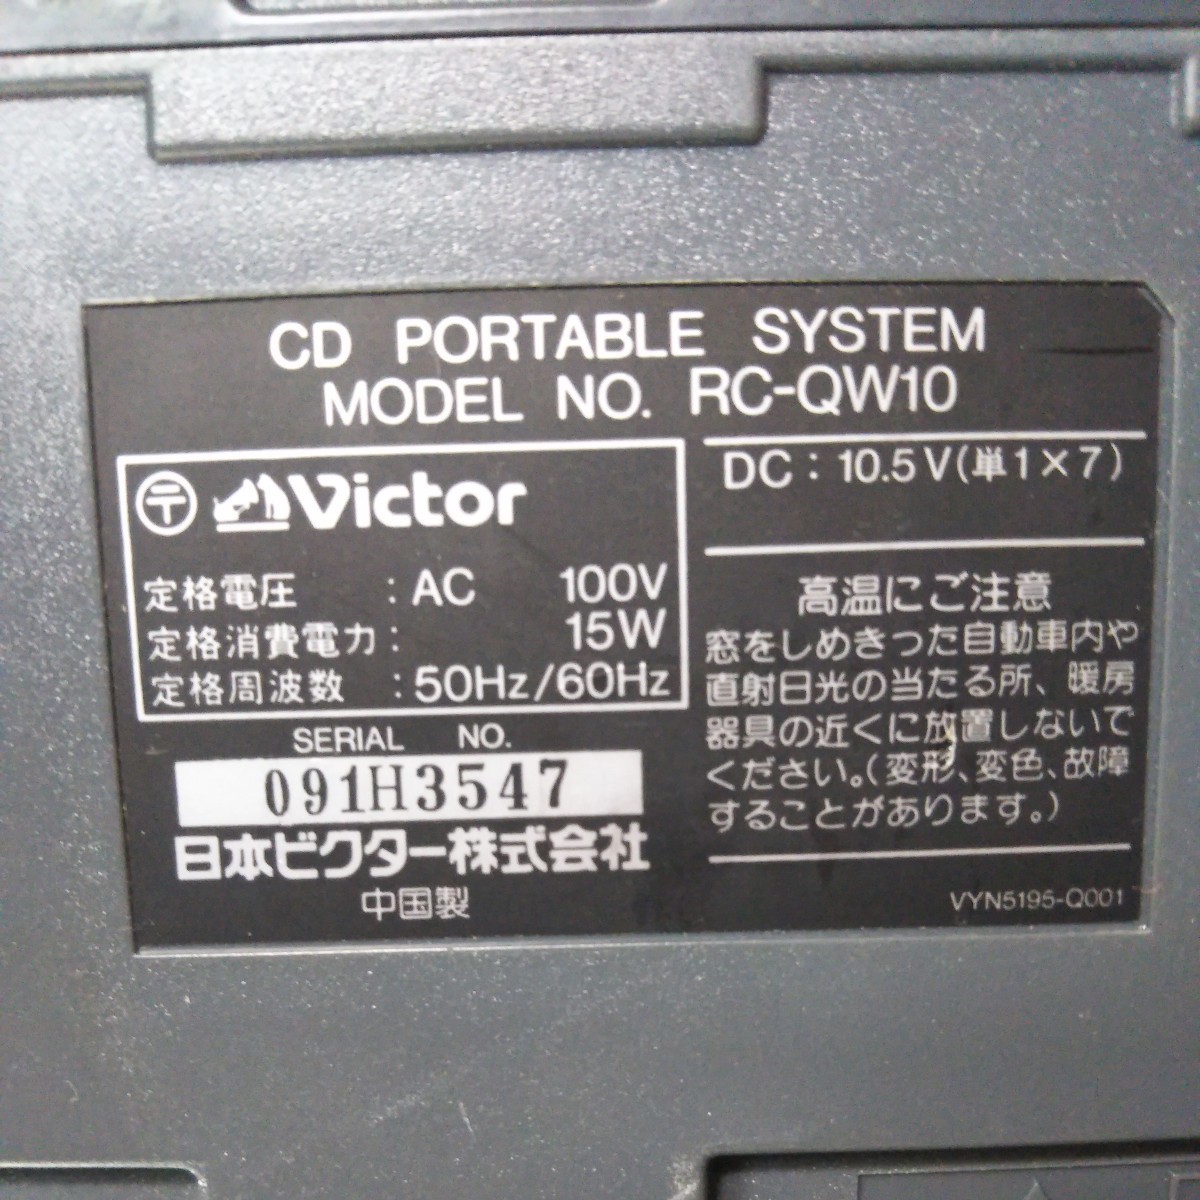 CD PORTABLE SYSTEM
MODEL NO. RC-QW10
〒 Victor
定格電圧 : AC 100V
定格消費電力 : 15W
定格周波数 : 50Hz/60Hz
SERIAL NO.
091H3547
日本ビクター株式会社
中国製
DC : 10.5V(単1×7)
高温にご注意
窓をしめきった自動車内や
直射日光の当たる所、暖房
器具の近くに放置しないで
ください。(変形、変色、故障
することがあります。)
VYN5195-Q001